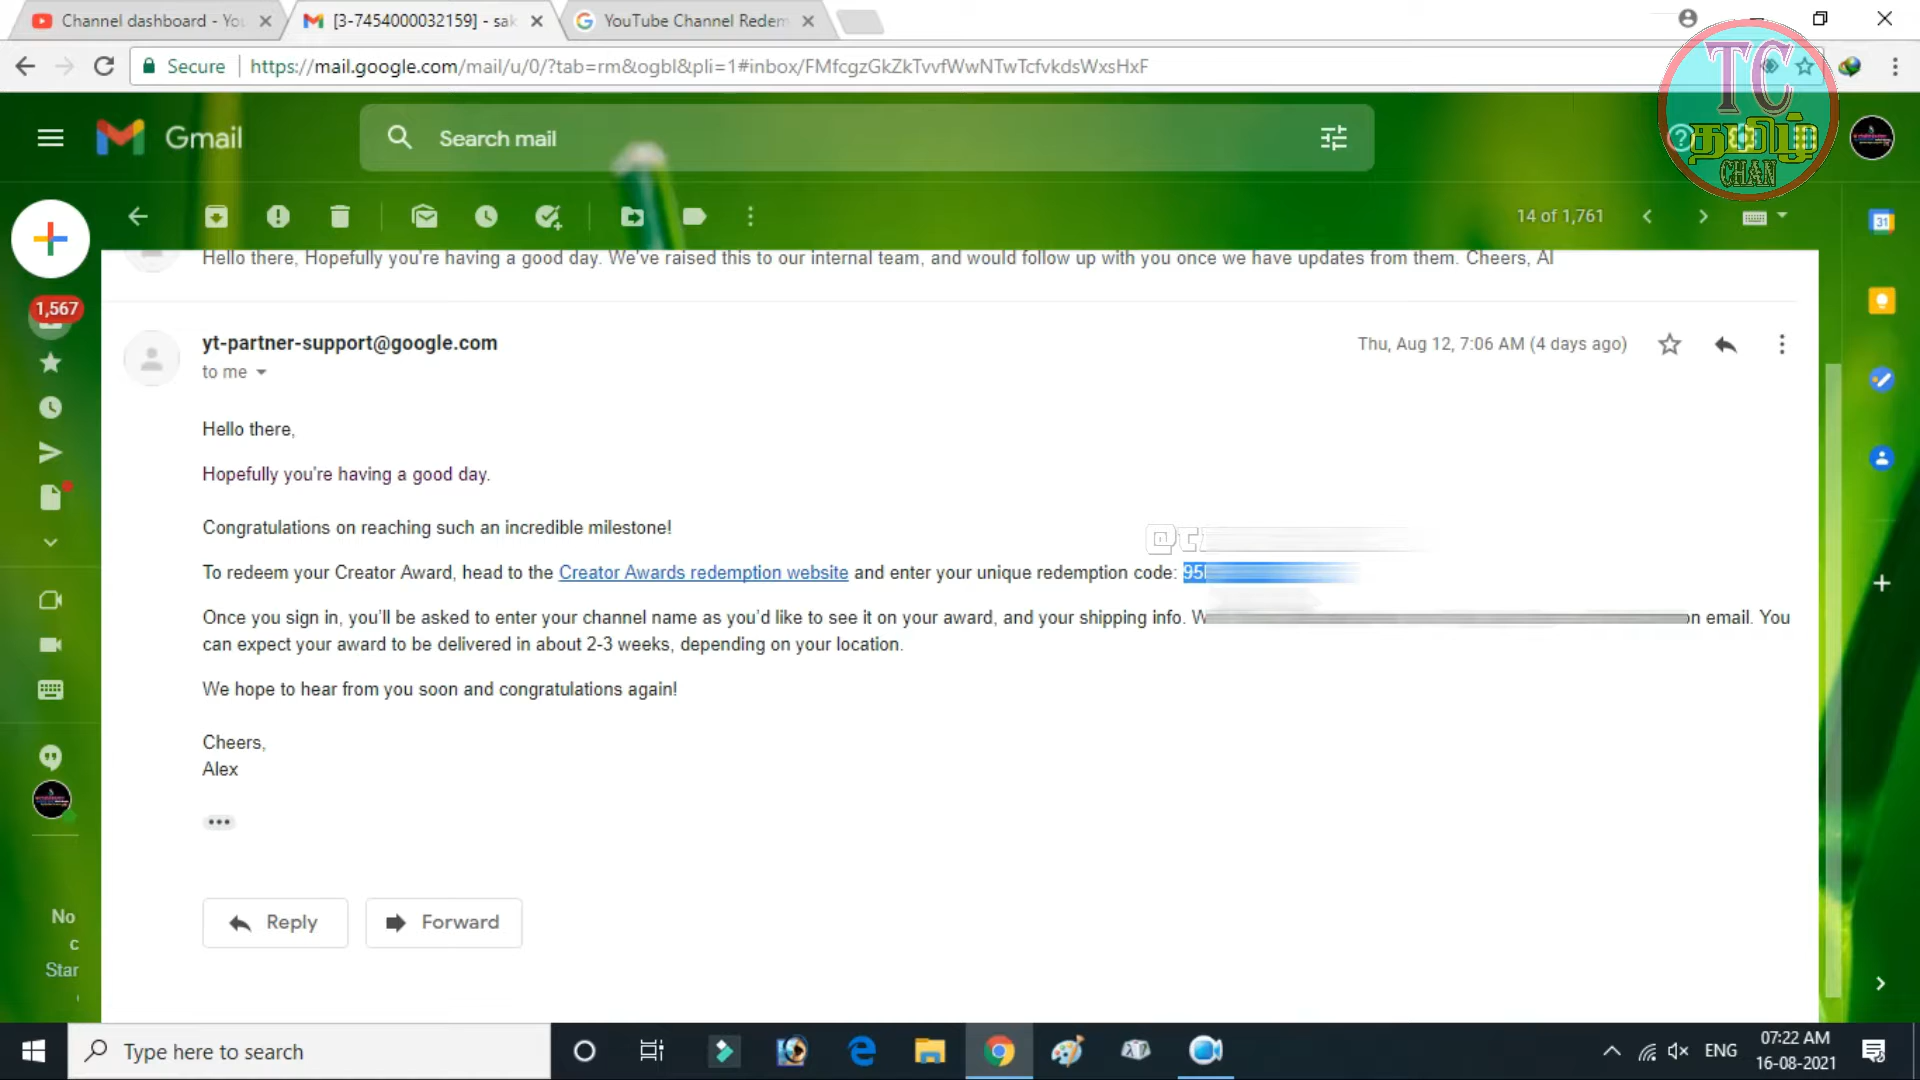 Channel dashboard - You
[3-7454000032159] - sak
YouTube Channel Redem
Secure
https://mail.google.com/mail/u/0/?tab=rm&ogbl&pli=1#inbox/FMfcgzGkZkTvvfWwNTwTcfvkdsWxsHxF
TC
தமிழ்
CHAN
Gmail
Search mail
14 of 1,761
31
1,567
Hello there, Hopefully you're having a good day. We've raised this to our internal team, and would follow up with you once we have updates from them. Cheers, Al
yt-partner-support@google.com
Thu, Aug 12, 7:06 AM (4 days ago)
to me
Hello there,
Hopefully you're having a good day.
Congratulations on reaching such an incredible milestone!
To redeem your Creator Award, head to the Creator Awards redemption website and enter your unique redemption code:
Once you sign in, you'll be asked to enter your channel name as you'd like to see it on your award, and your shipping info. email. You
can expect your award to be delivered in about 2-3 weeks, depending on your location.
We hope to hear from you soon and congratulations again!
Cheers,
Alex
Reply
Forward
No
c
Star
Type here to search
ENG
07:22 AM
16-08-2021